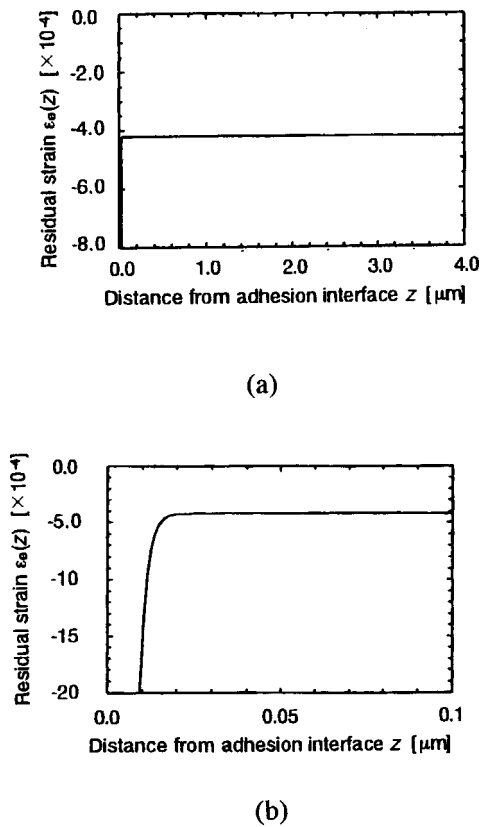 0.0
-2.0
-4.0
-6.0
-8.0
Residual strain εθ(z) [×10⁻⁴]
0.0 1.0 2.0 3.0 4.0
Distance from adhesion interface z [μm]
(a)
0.0
-5.0
-10
-15
-20
Residual strain εθ(z) [×10⁻⁴]
0.0 0.05 0.1
Distance from adhesion interface z [μm]
(b)